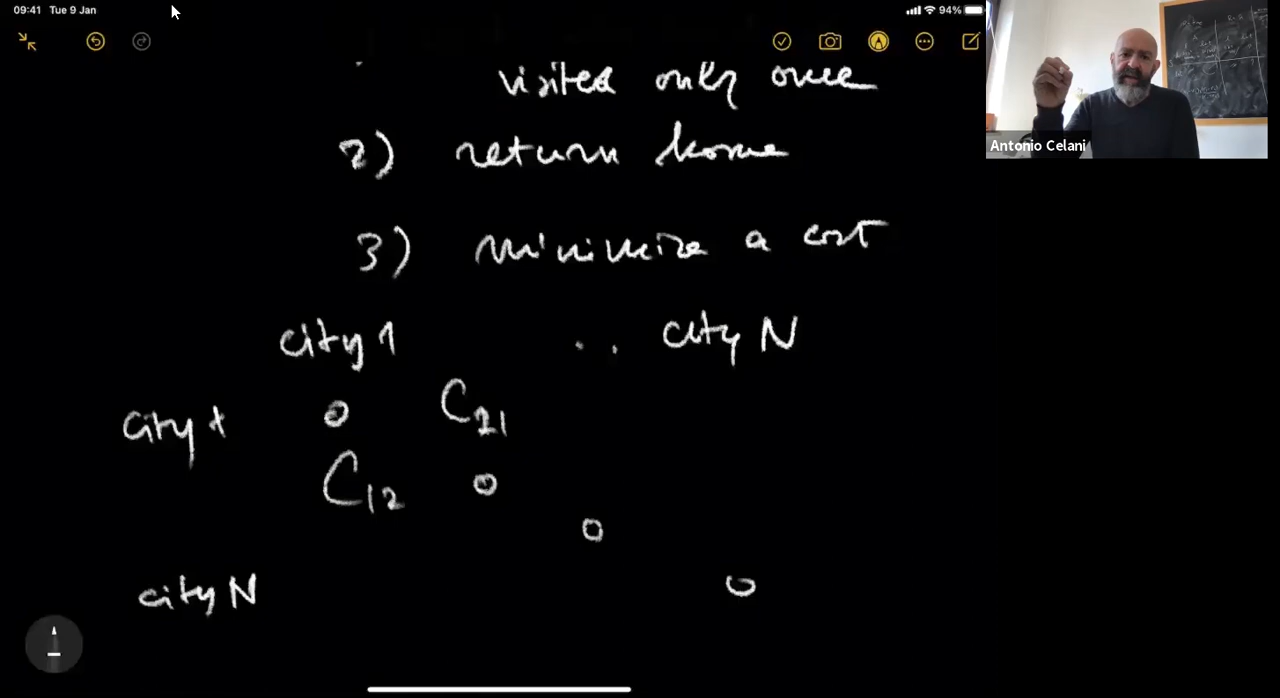 09:41 Tue 9 Jan
94%
visited only once
2) return home
3) minimize a cost
city 1 .. city N
city 1 0 C21
C12 0
0
city N 0
Antonio Celani